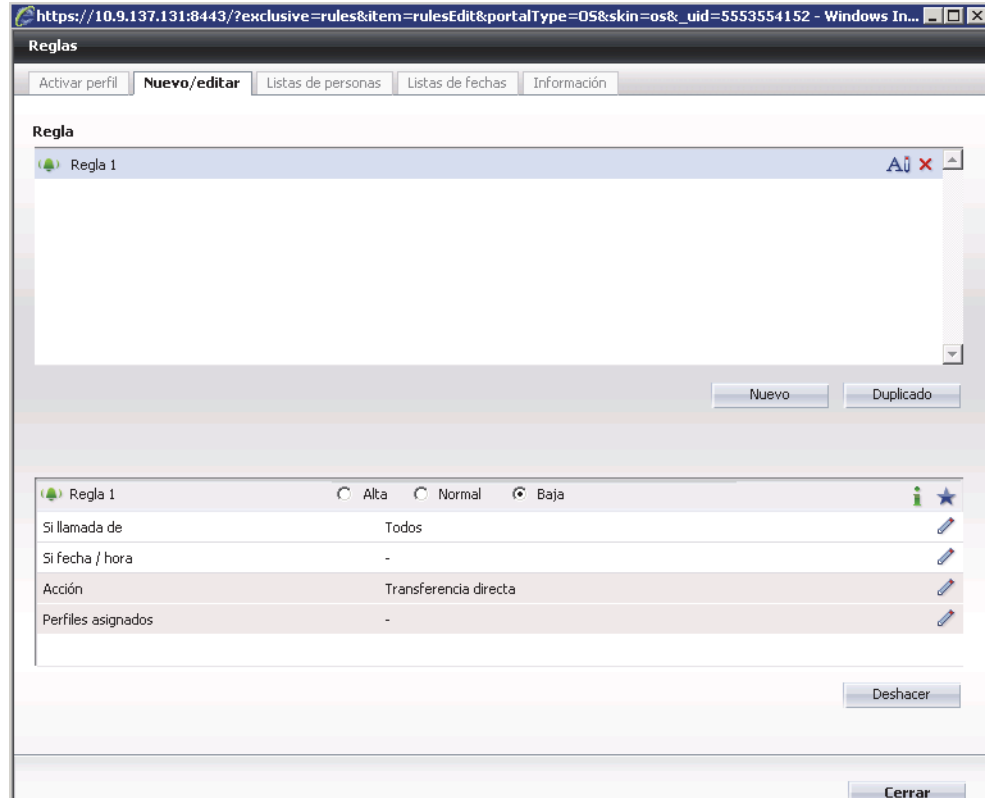 https://10.9.137.131:8443/?exclusive=rules&item=rulesEdit&portalType=OS&skin=os&_uid=5553554152 - Windows In...
Reglas
Activar perfil Nuevo/editar Listas de personas Listas de fechas Información
Regla
Regla 1
Nuevo Duplicado
Regla 1 Alta Normal Baja
Si llamada de Todos
Si fecha / hora -
Acción Transferencia directa
Perfiles asignados -
Deshacer
Cerrar